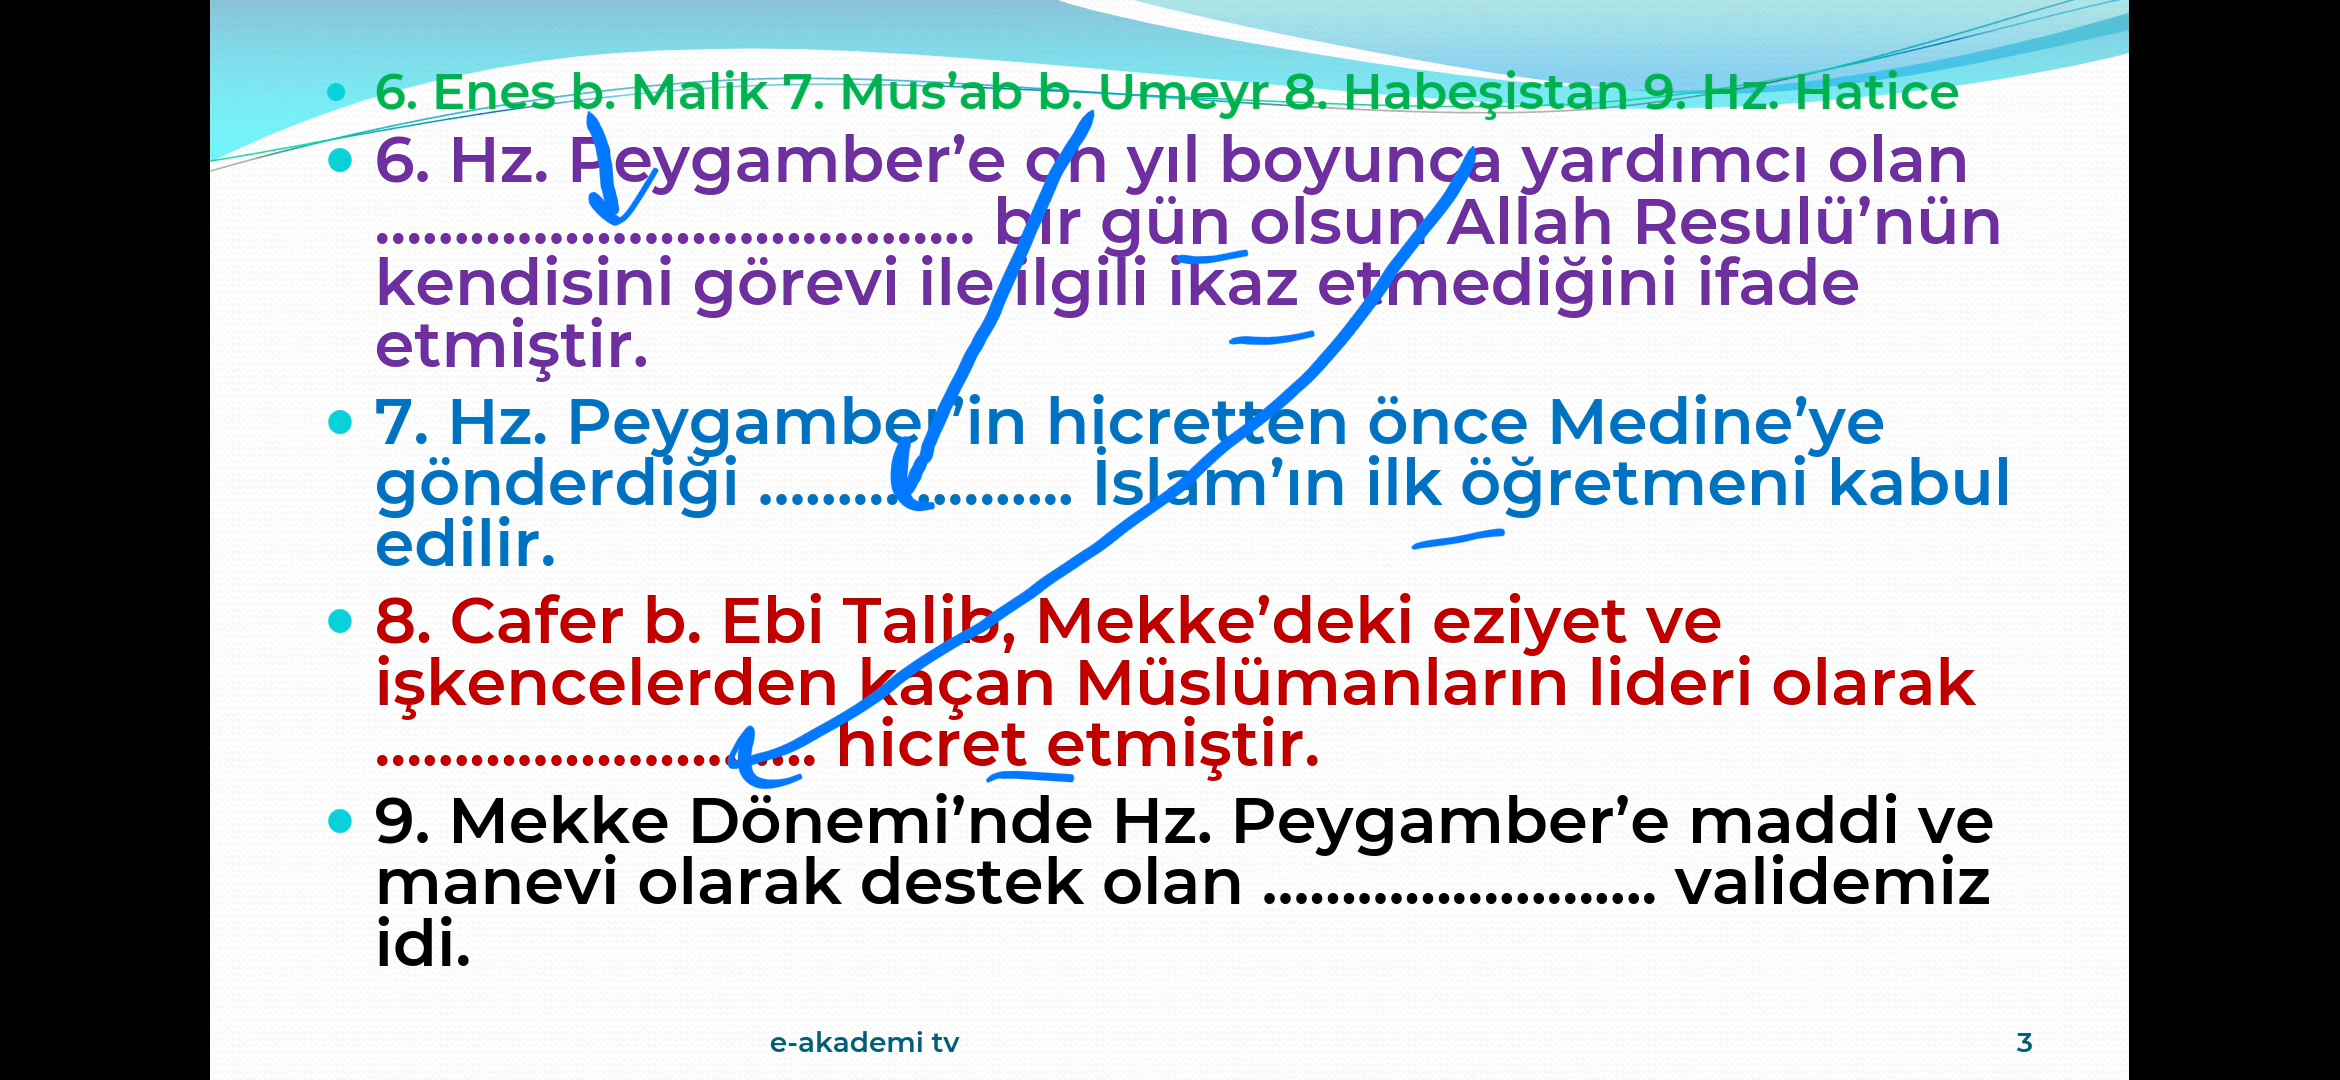 6. Enes b. Malik 7. Mus’ab b. Umeyr 8. Habeşistan 9. Hz. Hatice
6. Hz. Peygamber’e on yıl boyunca yardımcı olan
...................................... bir gün olsun Allah Resulü’nün
kendisini görevi ile ilgili ikaz etmediğini ifade
etmiştir.
7. Hz. Peygamber’in hicretten önce Medine’ye
gönderdiği .................... İslam’ın ilk öğretmeni kabul
edilir.
8. Cafer b. Ebi Talib, Mekke’deki eziyet ve
işkencelerden kaçan Müslümanların lideri olarak
............................ hicret etmiştir.
9. Mekke Dönemi’nde Hz. Peygamber’e maddi ve
manevi olarak destek olan ......................... validemiz
idi.
e-akademi tv
3